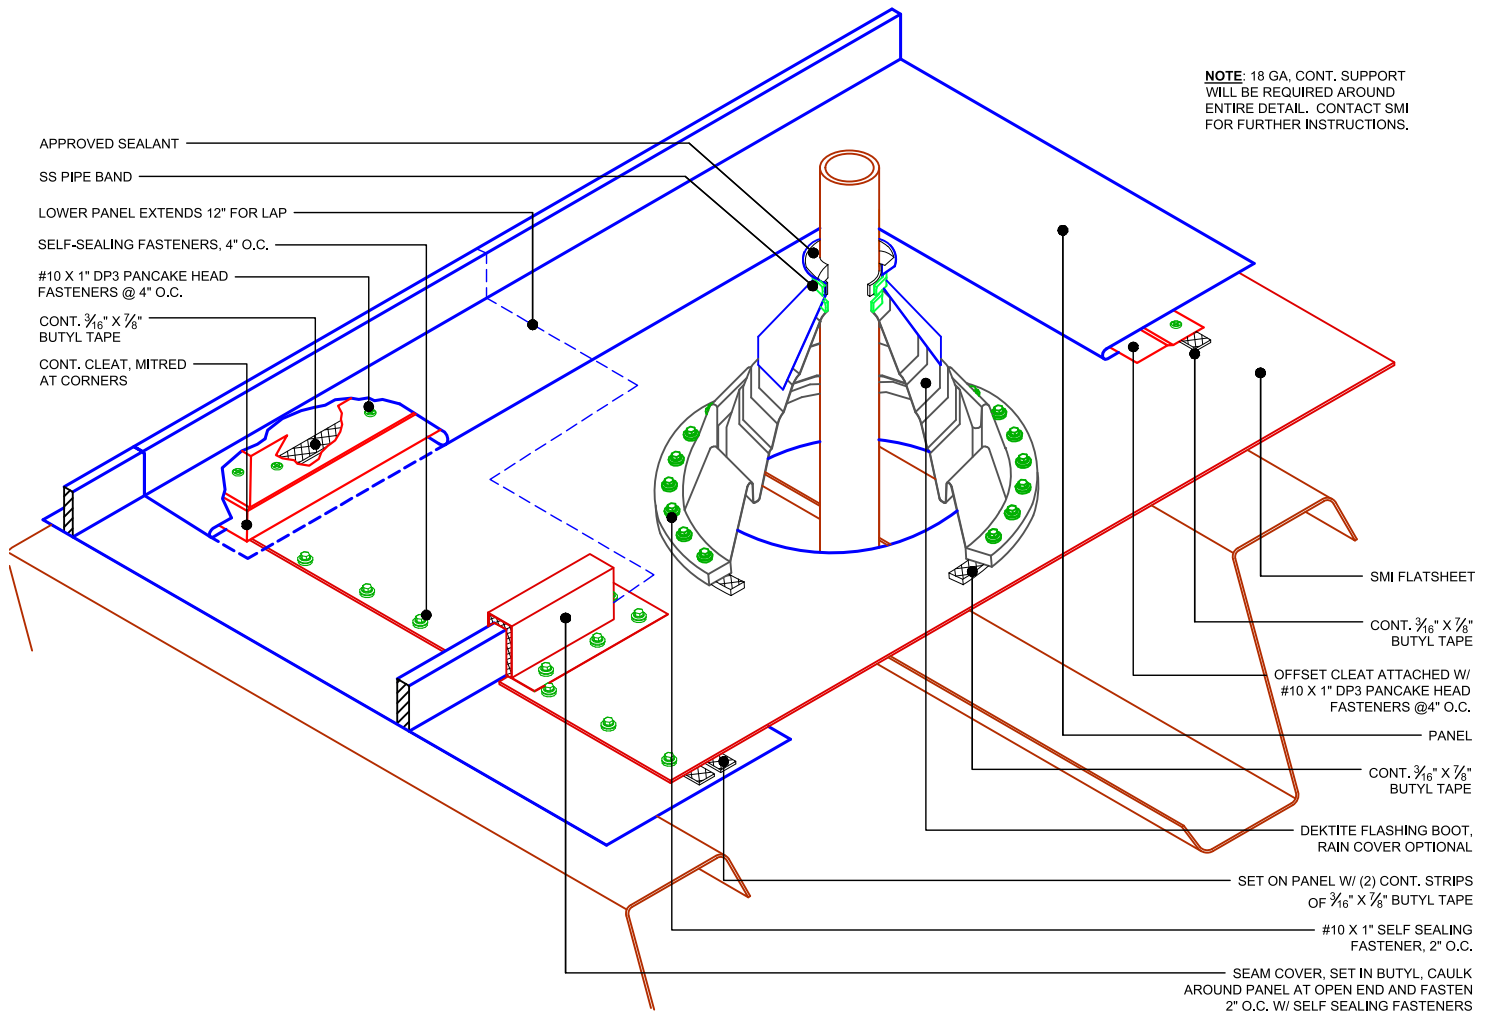 NOTE: 18 GA, CONT. SUPPORT
WILL BE REQUIRED AROUND
ENTIRE DETAIL. CONTACT SMI
FOR FURTHER INSTRUCTIONS.
APPROVED SEALANT
SS PIPE BAND
LOWER PANEL EXTENDS 12" FOR LAP
SELF-SEALING FASTENERS, 4" O.C.
#10 X 1" DP3 PANCAKE HEAD
FASTENERS @ 4" O.C.
CONT. 3/16" X 7/8"
BUTYL TAPE
CONT. CLEAT, MITRED
AT CORNERS
SMI FLATSHEET
CONT. 3/16" X 7/8"
BUTYL TAPE
OFFSET CLEAT ATTACHED W/
#10 X 1" DP3 PANCAKE HEAD
FASTENERS @4" O.C.
PANEL
CONT. 3/16" X 7/8"
BUTYL TAPE
DEKTITE FLASHING BOOT,
RAIN COVER OPTIONAL
SET ON PANEL W/ (2) CONT. STRIPS
OF 3/16" X 7/8" BUTYL TAPE
#10 X 1" SELF SEALING
FASTENER, 2" O.C.
SEAM COVER, SET IN BUTYL, CAULK
AROUND PANEL AT OPEN END AND FASTEN
2" O.C. W/ SELF SEALING FASTENERS